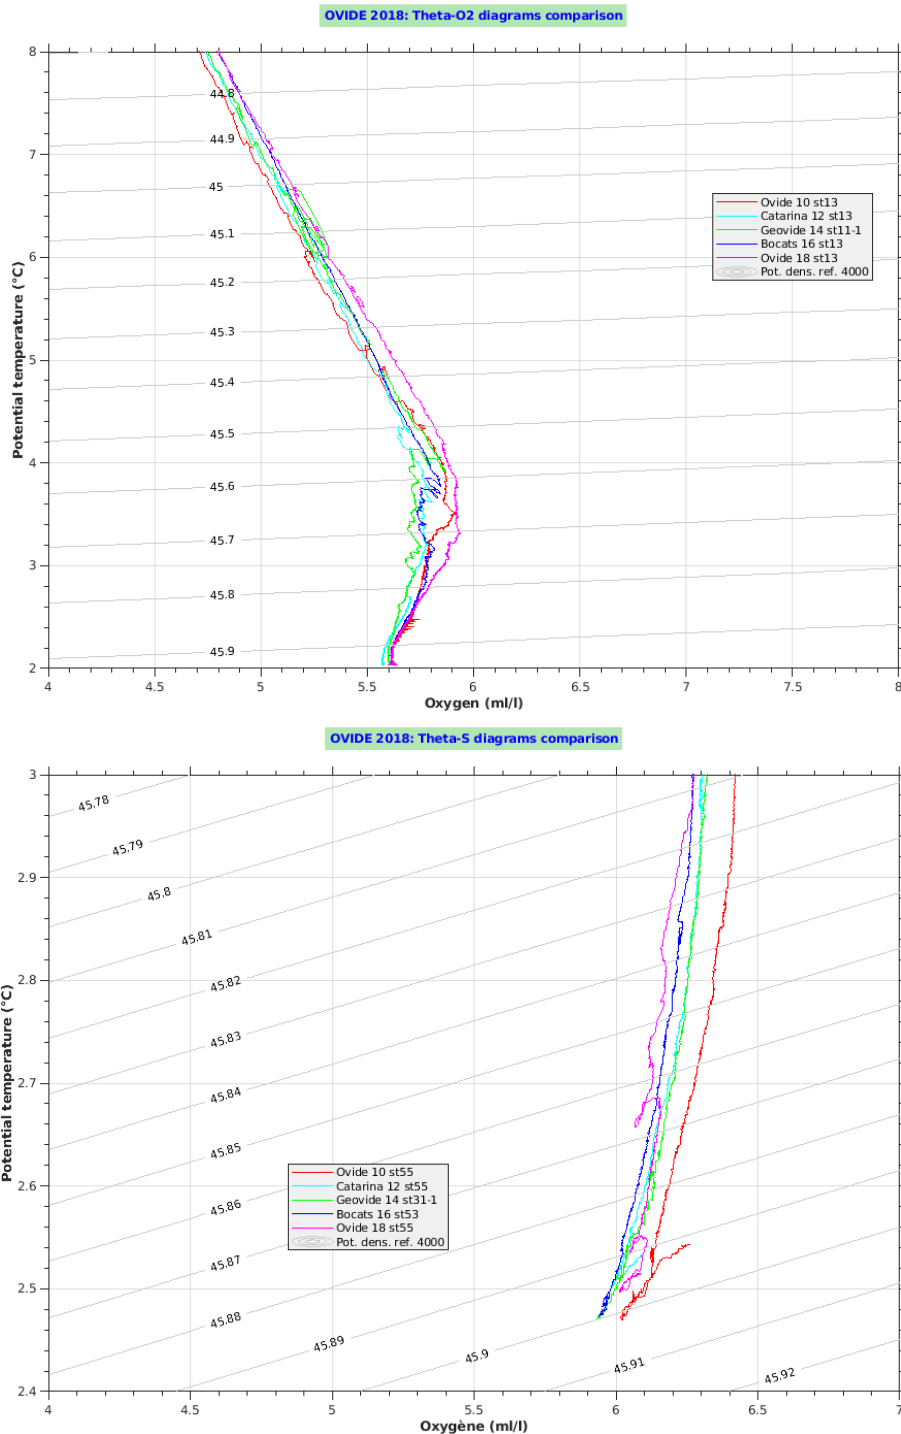 OVIDE 2018: Theta-O2 diagrams comparison
8
7
6
5
4
3
2
Potential temperature (°C)
44.8
44.9
45
45.1
45.2
45.3
45.4
45.5
45.6
45.7
45.8
45.9
Ovide 10 st13
Catarina 12 st13
Geovide 14 st11-1
Bocats 16 st13
Ovide 18 st13
Pot. dens. ref. 4000
4 4.5 5 5.5 6 6.5 7 7.5 8
Oxygen (ml/l)
OVIDE 2018: Theta-S diagrams comparison
3
2.9
2.8
2.7
2.6
2.5
2.4
Potential temperature (°C)
45.78
45.79
45.8
45.81
45.82
45.83
45.84
45.85
45.86
45.87
45.88
45.89
45.9
45.91
45.92
Ovide 10 st55
Catarina 12 st55
Geovide 14 st31-1
Bocats 16 st53
Ovide 18 st55
Pot. dens. ref. 4000
4 4.5 5 5.5 6 6.5 7
Oxygène (ml/l)